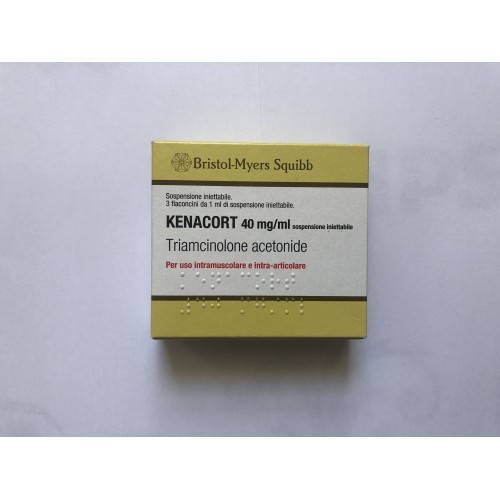 Bristol-Myers Squibb
Sospensione iniettabile.
3 flaconcini da 1 ml di sospensione iniettabile.
KENACORT 40 mg/ml sospensione iniettabile
Triamcinolone acetonide
Per uso intramuscolare e intra-articolare